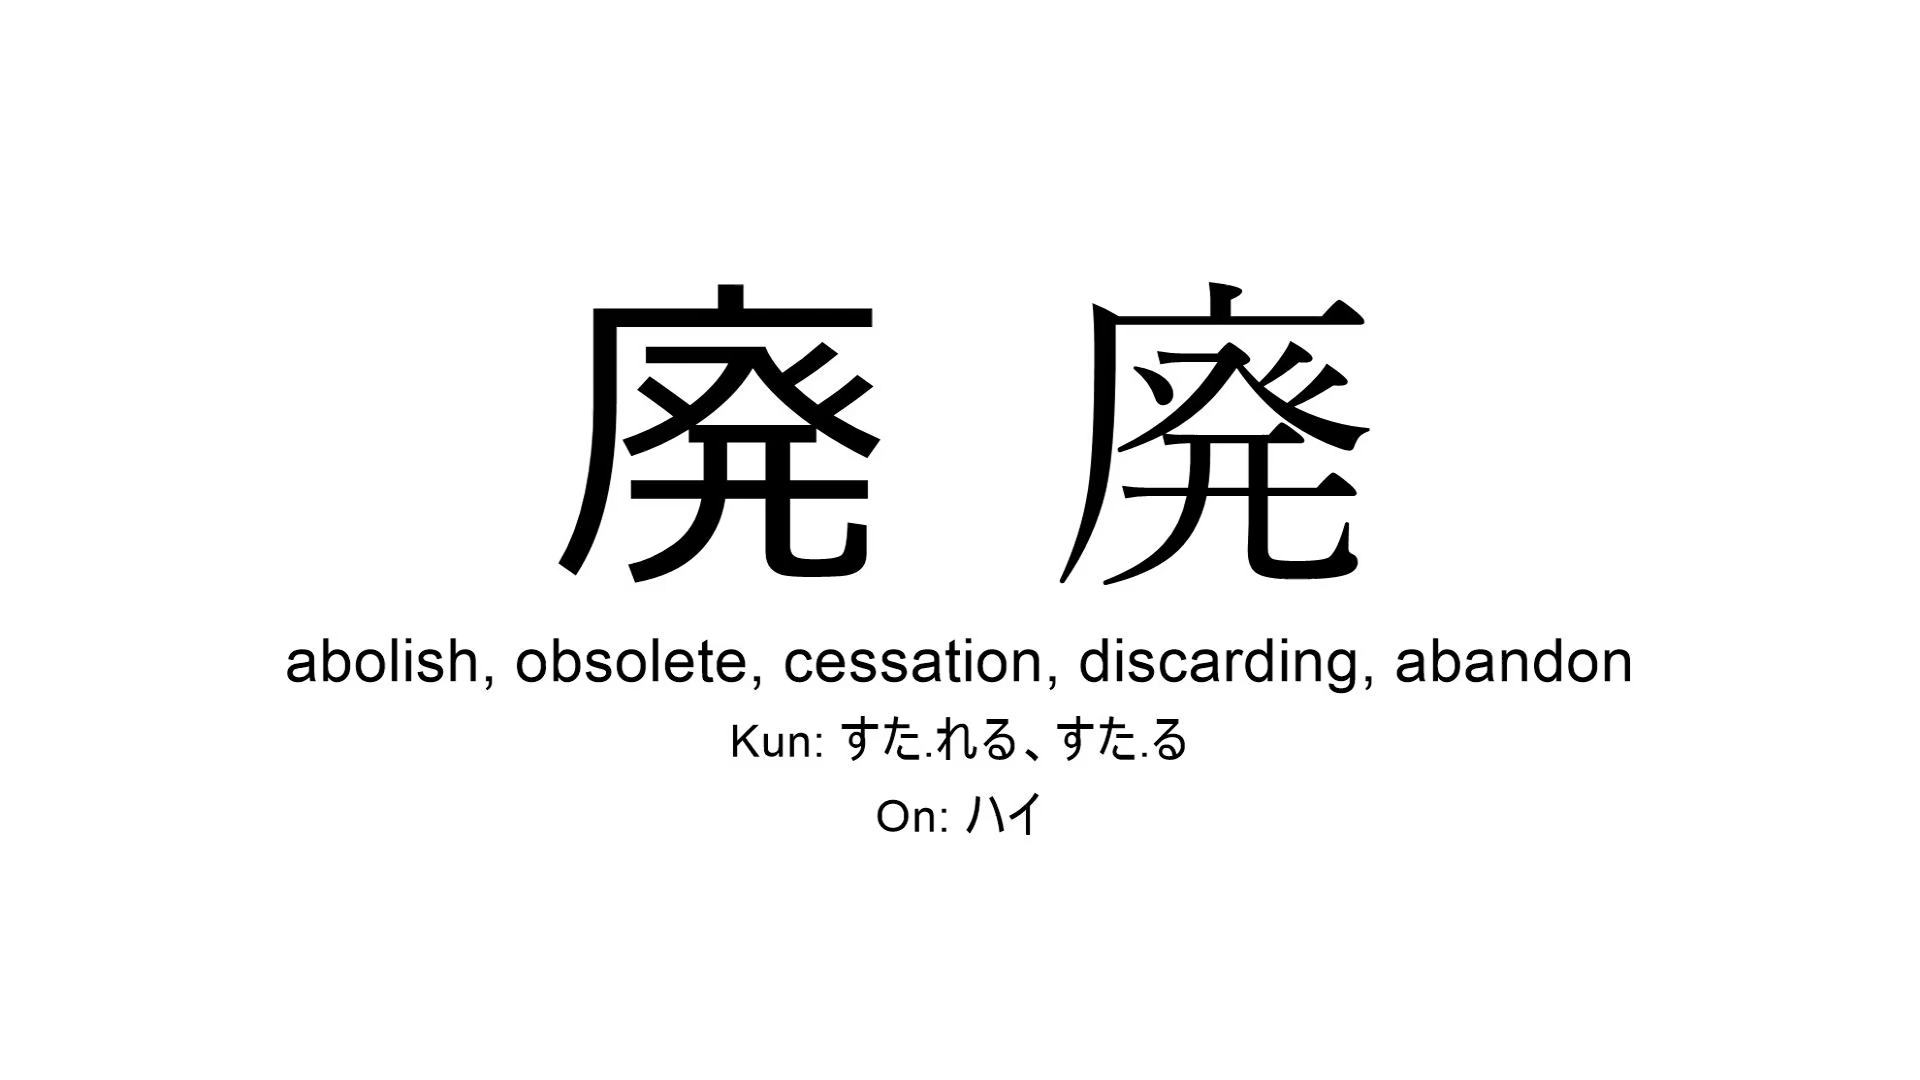 廃 廃
abolish, obsolete, cessation, discarding, abandon
Kun: すた.れる、すた.る
On: ハイ